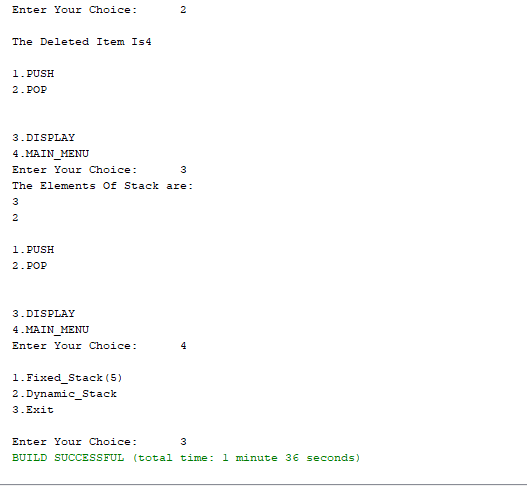 Enter Your Choice: 2
The Deleted Item Is4
1.PUSH
2.POP
3.DISPLAY
4.MAIN_MENU
Enter Your Choice: 3
The Elements Of Stack are:
3
2
1.PUSH
2.POP
3.DISPLAY
4.MAIN_MENU
Enter Your Choice: 4
1.Fixed_Stack(5)
2.Dynamic_Stack
3.Exit
Enter Your Choice: 3
BUILD SUCCESSFUL (total time: 1 minute 36 seconds)